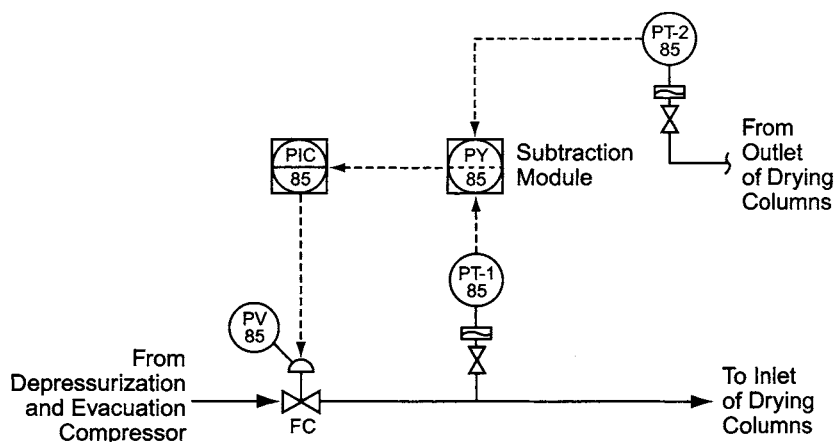 PT-2
85
From
Outlet
of Drying
Columns
PIC
85
PY
85
Subtraction
Module
PT-1
85
PV
85
From
Depressurization
and Evacuation
Compressor
FC
To Inlet
of Drying
Columns